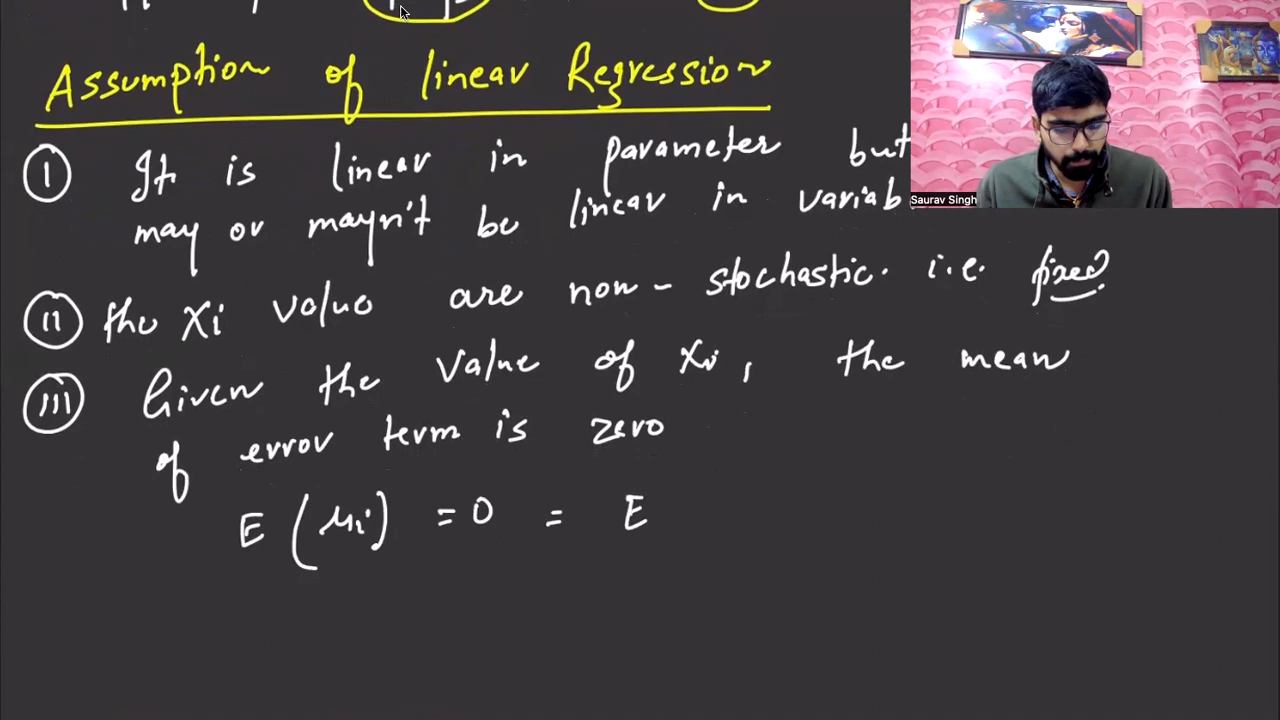 Assumption of linear Regression
(I) It is linear in parameter but
may or mayn't be linear in variab
Saurav Singh
(II) the Xi value are non-stochastic. i.e. fixed
(III) Given the value of Xi, the mean
of error term is zero
E (μi) = 0 = E